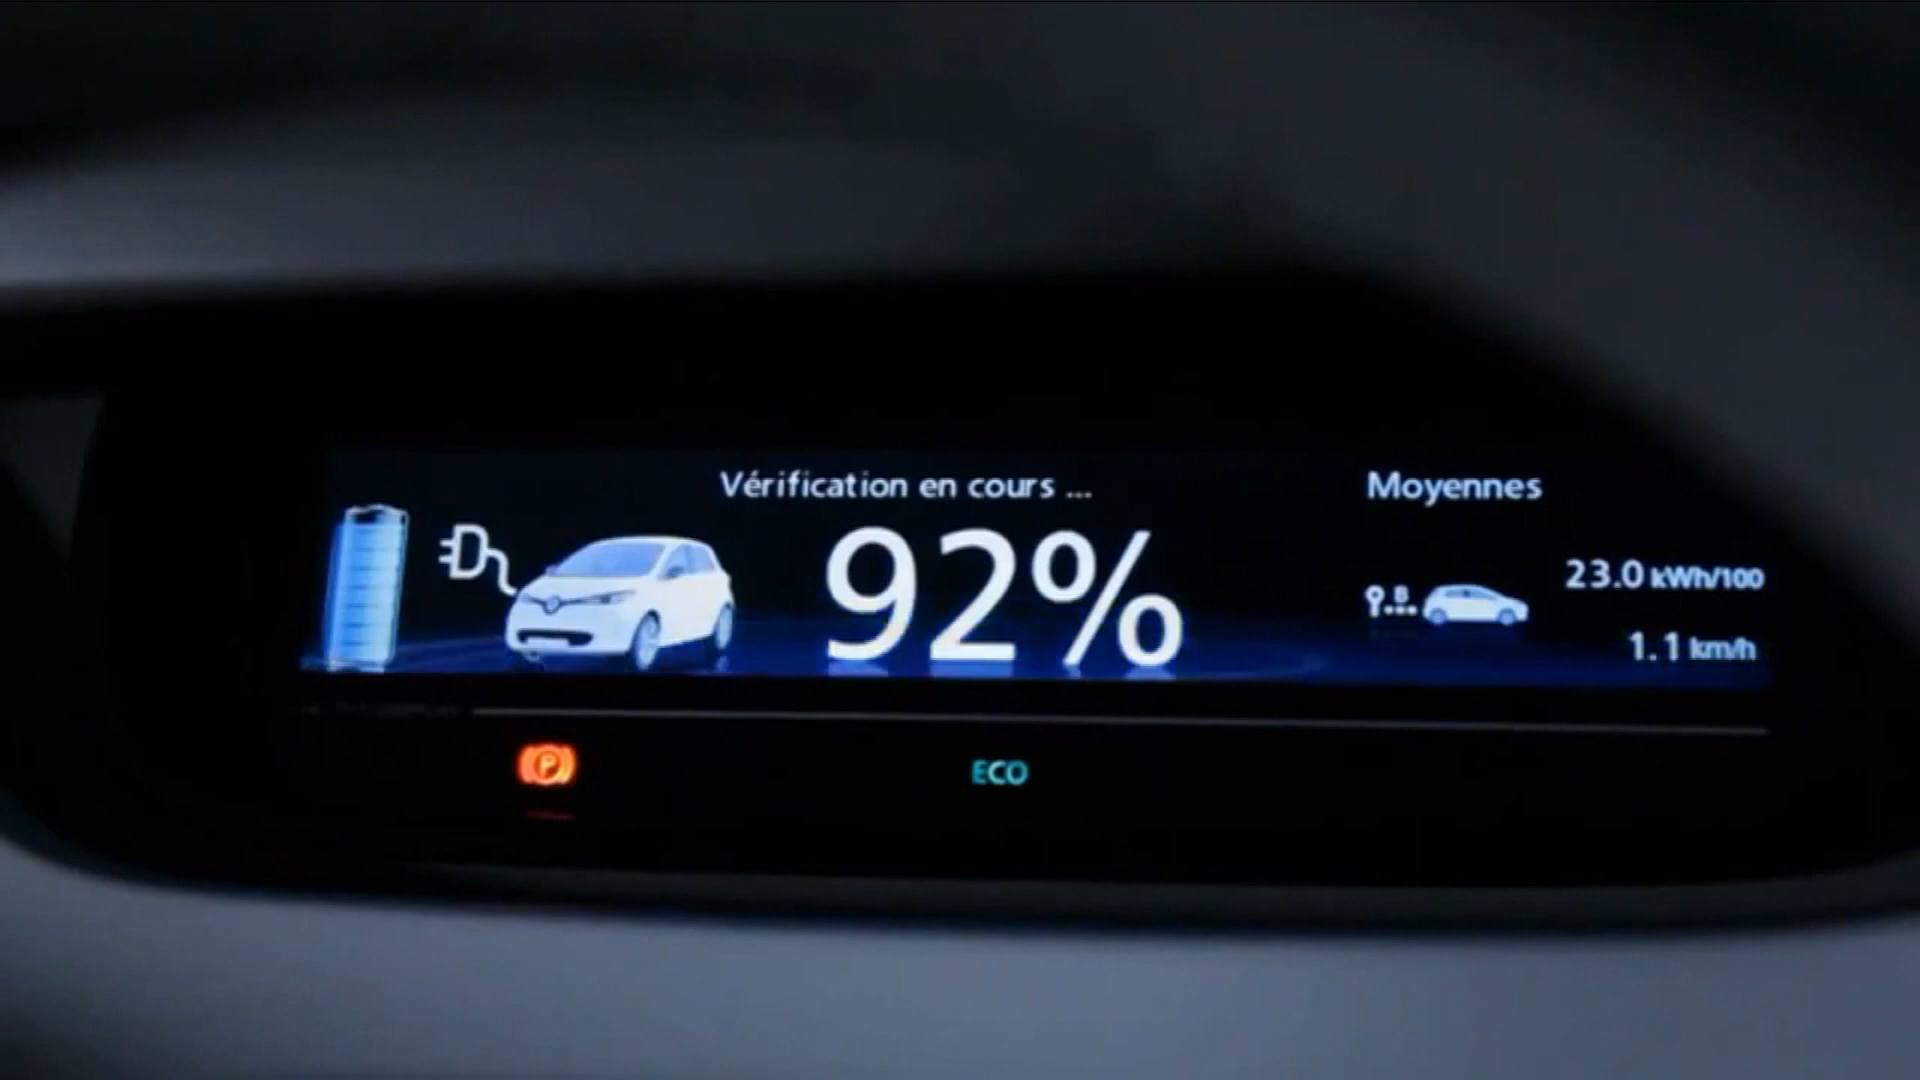 Vérification en cours ...
92%
Moyennes
23.0 kWh/100
B
1.1 km/h
P
ECO